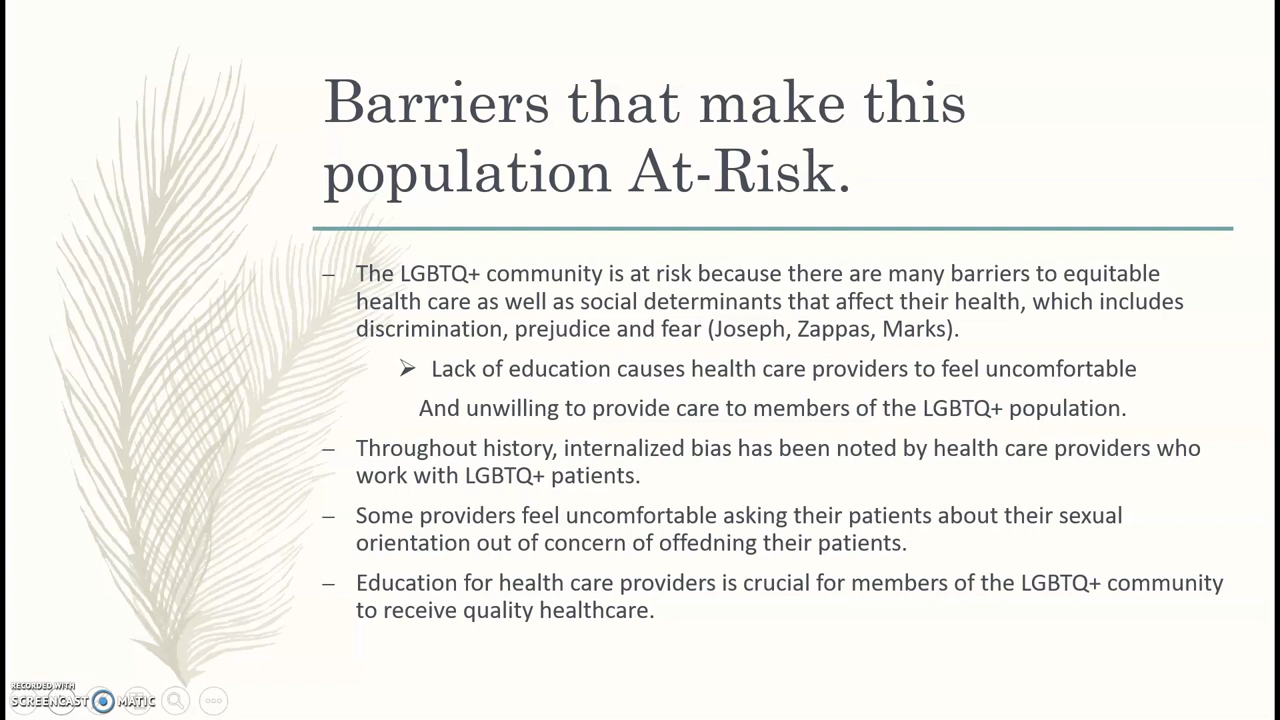 Barriers that make this
population At-Risk.
– The LGBTQ+ community is at risk because there are many barriers to equitable
health care as well as social determinants that affect their health, which includes
discrimination, prejudice and fear (Joseph, Zappas, Marks).
➢ Lack of education causes health care providers to feel uncomfortable
And unwilling to provide care to members of the LGBTQ+ population.
– Throughout history, internalized bias has been noted by health care providers who
work with LGBTQ+ patients.
– Some providers feel uncomfortable asking their patients about their sexual
orientation out of concern of offedning their patients.
– Education for health care providers is crucial for members of the LGBTQ+ community
to receive quality healthcare.
RECORDED WITH
SCREENCAST MATIC